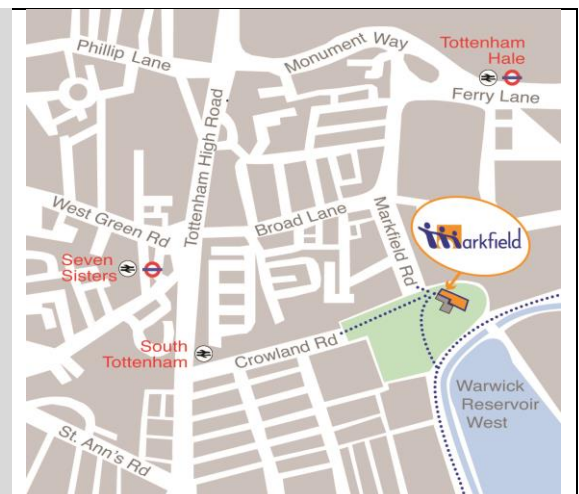 Phillip Lane
Monument Way
Tottenham
Hale
Ferry Lane
Tottenham High Road
West Green Rd
Broad Lane
Markfield Rd
markfield
Seven
Sisters
South
Tottenham
Crowland Rd
Warwick
Reservoir
West
St. Ann's Rd